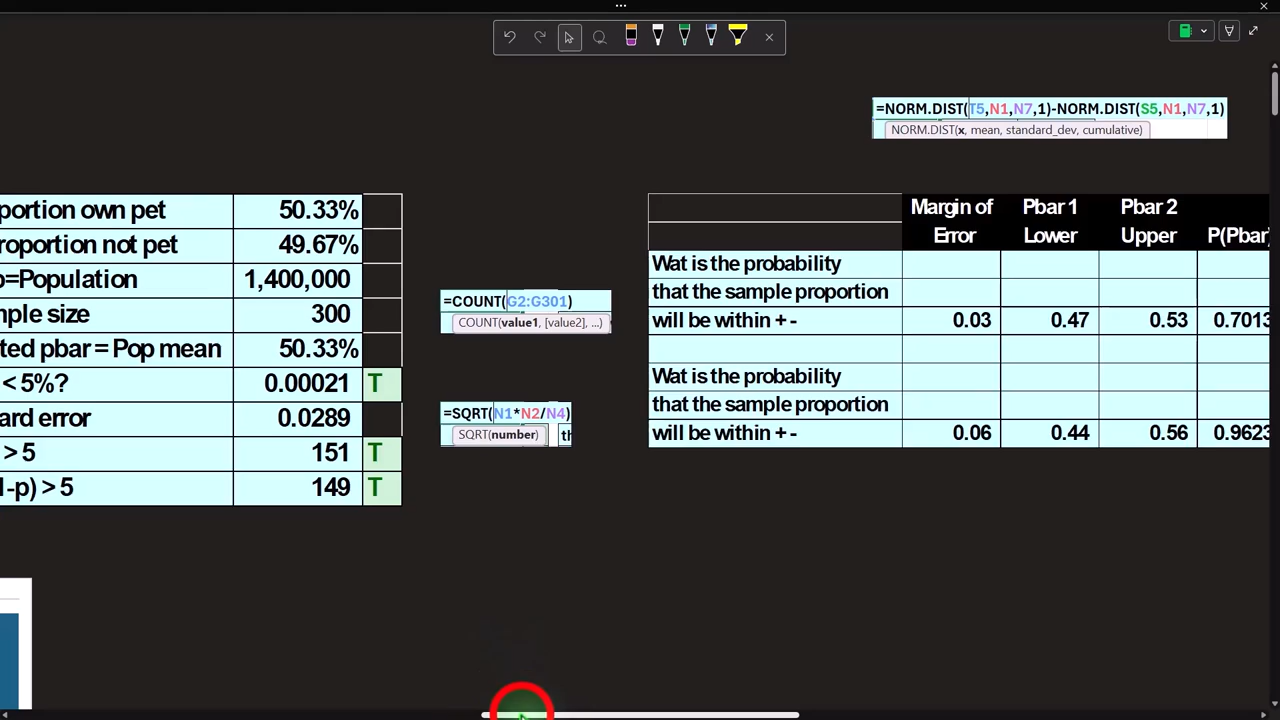 =NORM.DIST(T5,N1,N7,1)-NORM.DIST(S5,N1,N7,1)
NORM.DIST(x, mean, standard_dev, cumulative)
portion own pet 50.33%
roportion not pet 49.67%
=Population 1,400,000
ple size 300
ted pbar = Pop mean 50.33%
< 5%? 0.00021 T
ard error 0.0289
> 5 151 T
1-p) > 5 149 T
=COUNT(G2:G301)
COUNT(value1, [value2], ...)
=SQRT(N1*N2/N4)
SQRT(number)
th
Margin of Pbar 1 Pbar 2
Error Lower Upper P(Pbar)
Wat is the probability
that the sample proportion
will be within + - 0.03 0.47 0.53 0.7013
Wat is the probability
that the sample proportion
will be within + - 0.06 0.44 0.56 0.9623